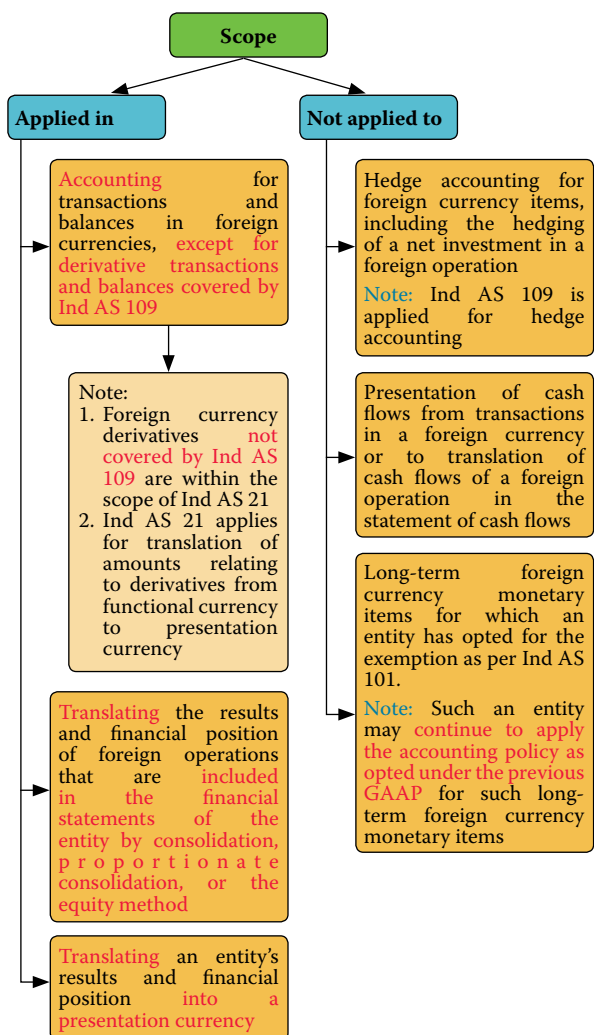 Scope
Applied in
Not applied to
Accounting for
transactions and
balances in foreign
currencies, except for
derivative transactions
and balances covered by
Ind AS 109
Note:
1. Foreign currency
derivatives not
covered by Ind AS
109 are within the
scope of Ind AS 21
2. Ind AS 21 applies
for translation of
amounts relating
to derivatives from
functional currency
to presentation
currency
Translating the results
and financial position
of foreign operations
that are included
in the financial
statements of the
entity by consolidation,
proportionate
consolidation, or the
equity method
Translating an entity's
results and financial
position into a
presentation currency
Hedge accounting for
foreign currency items,
including the hedging
of a net investment in a
foreign operation
Note: Ind AS 109 is
applied for hedge
accounting
Presentation of cash
flows from transactions
in a foreign currency
or to translation of
cash flows of a foreign
operation in the
statement of cash flows
Long-term foreign
currency monetary
items for which an
entity has opted for the
exemption as per Ind AS
101.
Note: Such an entity
may continue to apply
the accounting policy as
opted under the previous
GAAP for such long-
term foreign currency
monetary items